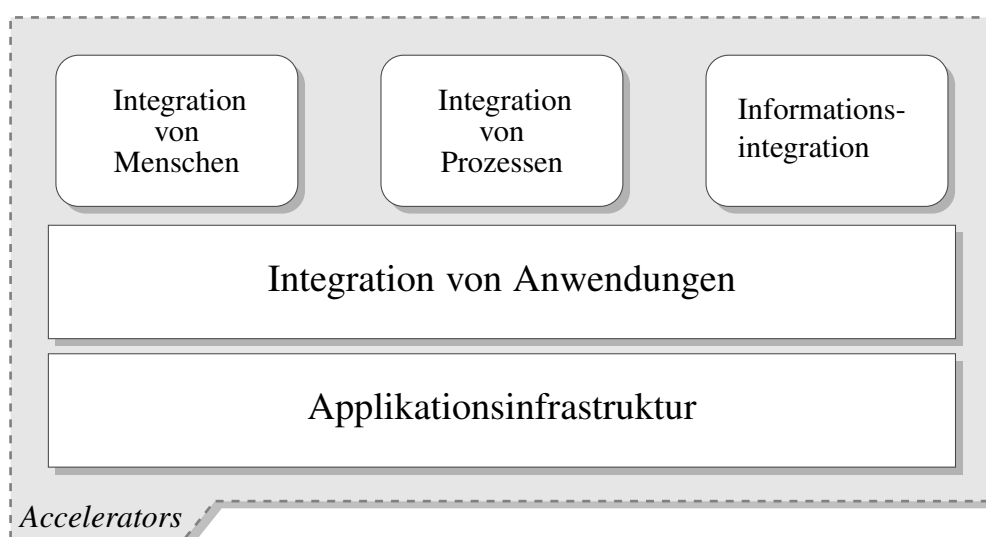 Integration
von
Menschen
Integration
von
Prozessen
Informations-
integration
Integration von Anwendungen
Applikationsinfrastruktur
Accelerators